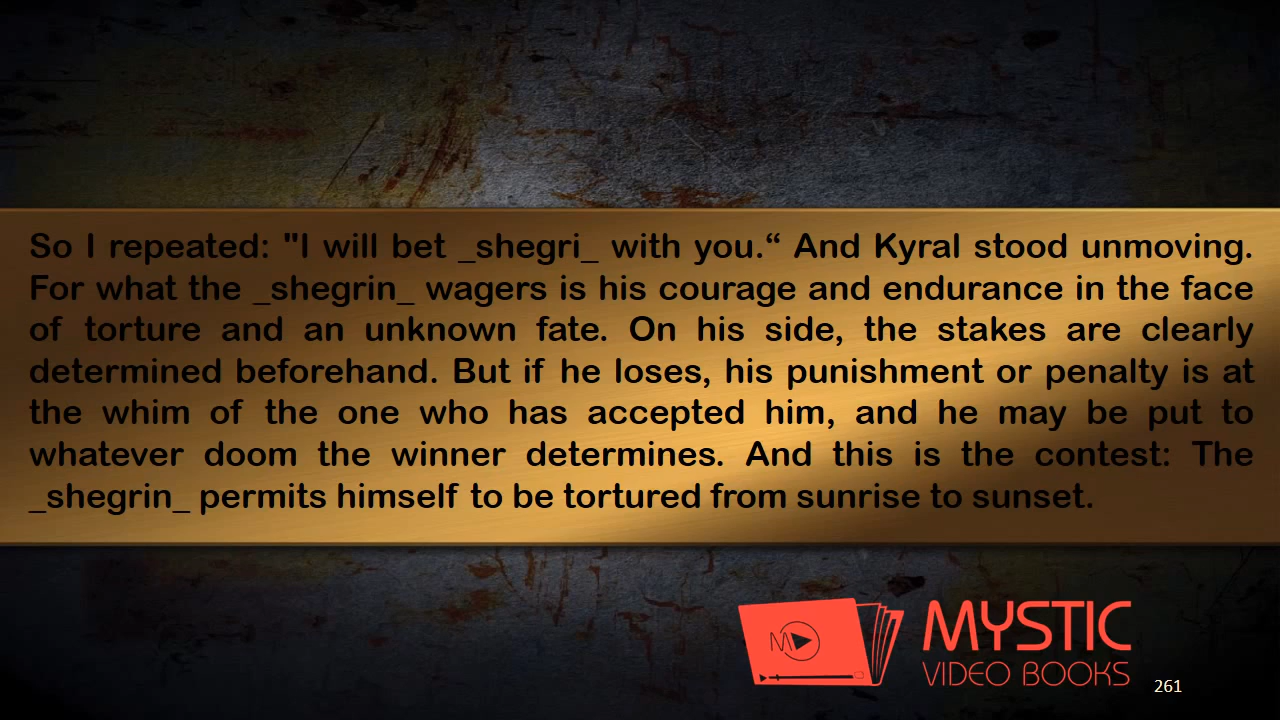 So I repeated: "I will bet _shegri_ with you.“ And Kyral stood unmoving.
For what the _shegrin_ wagers is his courage and endurance in the face
of torture and an unknown fate. On his side, the stakes are clearly
determined beforehand. But if he loses, his punishment or penalty is at
the whim of the one who has accepted him, and he may be put to
whatever doom the winner determines. And this is the contest: The
_shegrin_ permits himself to be tortured from sunrise to sunset.
M
MYSTIC
VIDEO BOOKS
261